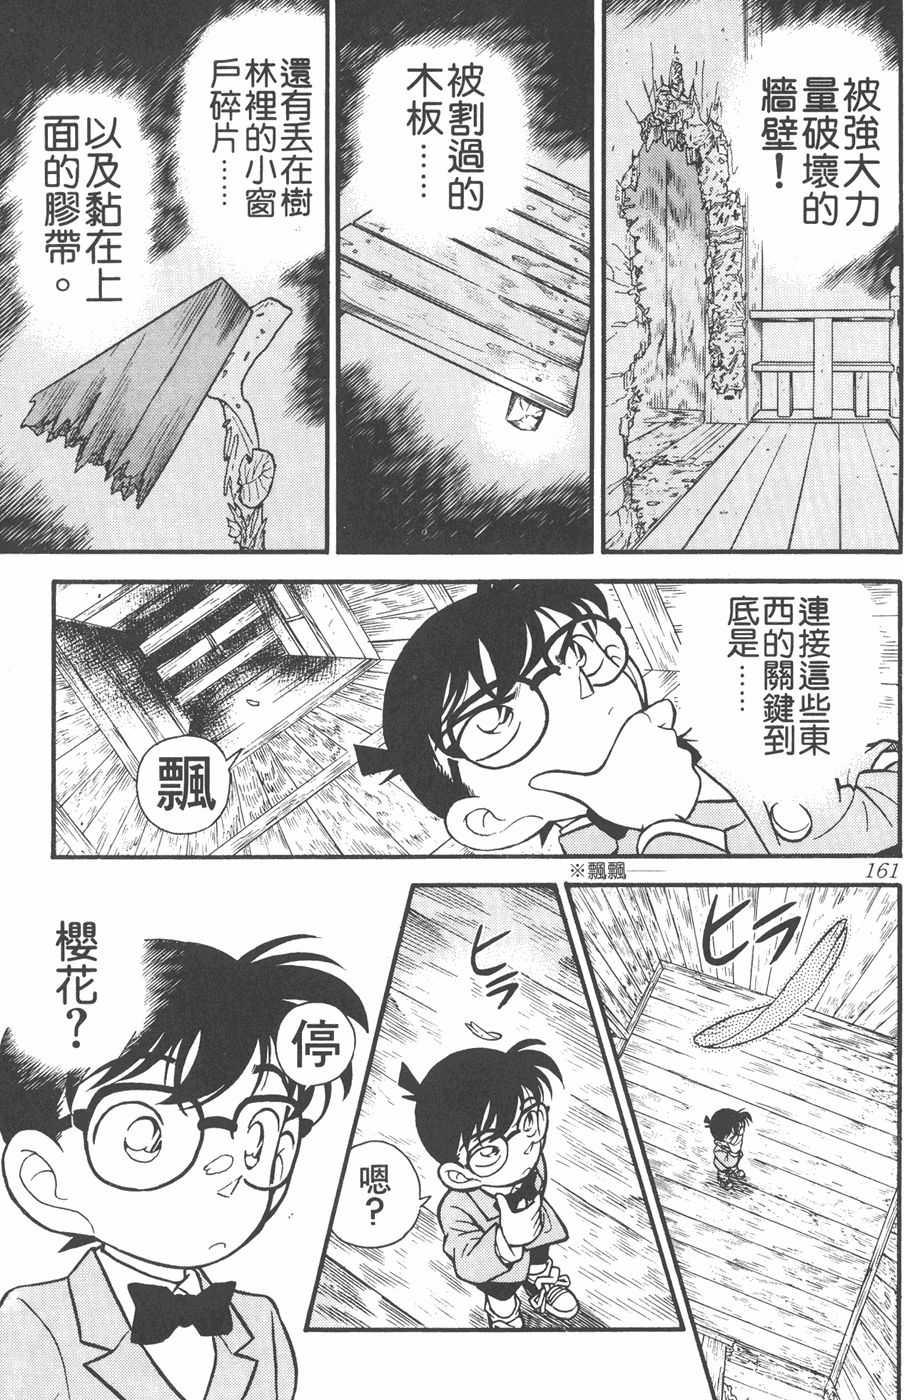 被強大力
量破壞的
牆壁！
被割過的
木板……
還有丟在樹
林裡的小窗
戶碎片……
以及黏在上
面的膠帶。
連接這些東
西的關鍵到
底是……
飄
161
※飄飄——
ヒラ
ヒラ
嗯？
停
櫻花？